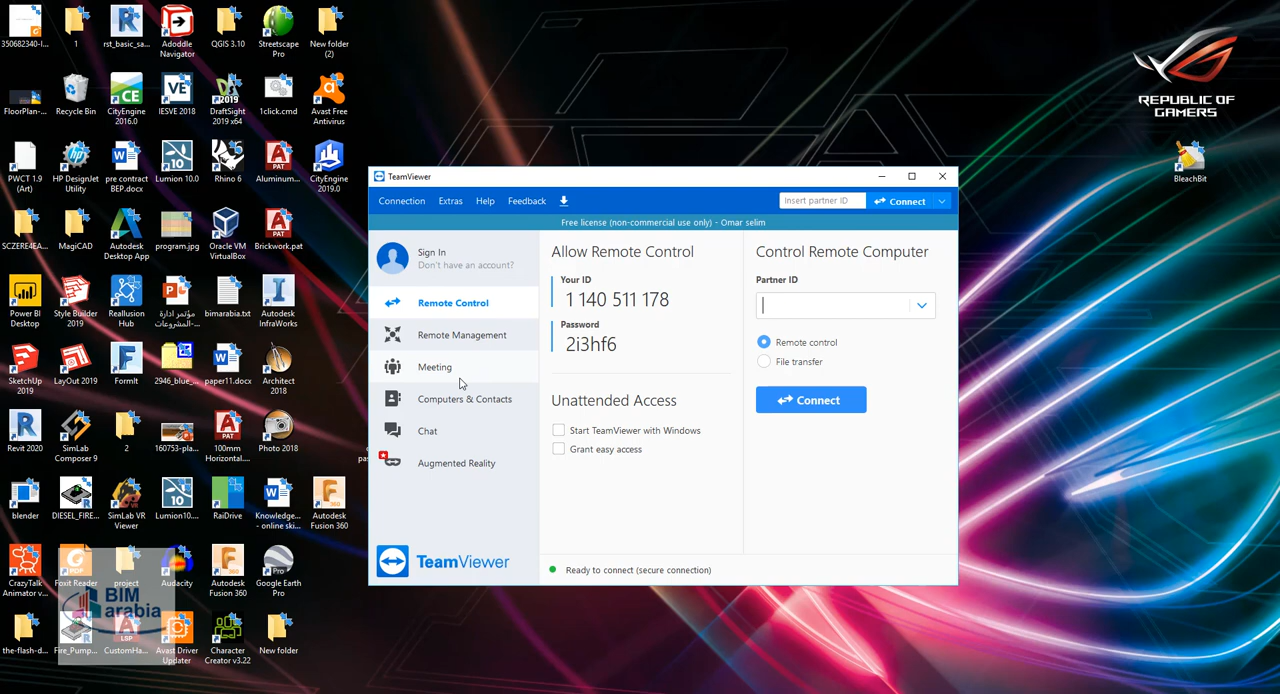 350682340-l...
1
rst_basic_sa...
Adoddle
Navigator
QGIS 3.10
Streetscape
Pro
New folder
(2)
FloorPlan-...
Recycle Bin
CityEngine
2016.0
IESVE 2018
DraftSight
2019 x64
1click.cmd
Avast Free
Antivirus
PWCT 1.9
(Art)
HP DesignJet
Utility
pre contract
BEP.docx
Lumion 10.0
Rhino 6
Aluminum...
CityEngine
2019.0
SCZERE4EA...
MagiCAD
Autodesk
Desktop App
program.jpg
Oracle VM
VirtualBox
Brickwork.pat
Power BI
Desktop
Style Builder
2019
Reallusion
Hub
مؤتمر ادارة
المشروعات-...
bimarabia.txt
Autodesk
InfraWorks
SketchUp
2019
LayOut 2019
FormIt
2946_blue_...
paper11.docx
Architect
2018
Revit 2020
SimLab
Composer 9
2
160753-pla...
100mm
Horizontal....
Photo 2018
blender
DIESEL_FIRE...
SimLab VR
Viewer
Lumion10....
RaiDrive
Knowledge...
- online ski...
Autodesk
Fusion 360
CrazyTalk
Animator v...
Foxit Reader
project
Audacity
Autodesk
Fusion 360
Google Earth
Pro
BIM
arabia
the-flash-d...
Fire_Pump...
CustomHa...
Avast Driver
Updater
Character
Creator v3.22
New folder
REPUBLIC OF
GAMERS
BleachBit
TeamViewer
Connection Extras Help Feedback
Insert partner ID Connect
Free license (non-commercial use only) - Omar selim
Sign In
Don't have an account?
Remote Control
Remote Management
Meeting
Computers & Contacts
Chat
Augmented Reality
TeamViewer
Allow Remote Control
Your ID
1 140 511 178
Password
2i3hf6
Unattended Access
Start TeamViewer with Windows
Grant easy access
Control Remote Computer
Partner ID
Remote control
File transfer
Connect
Ready to connect (secure connection)